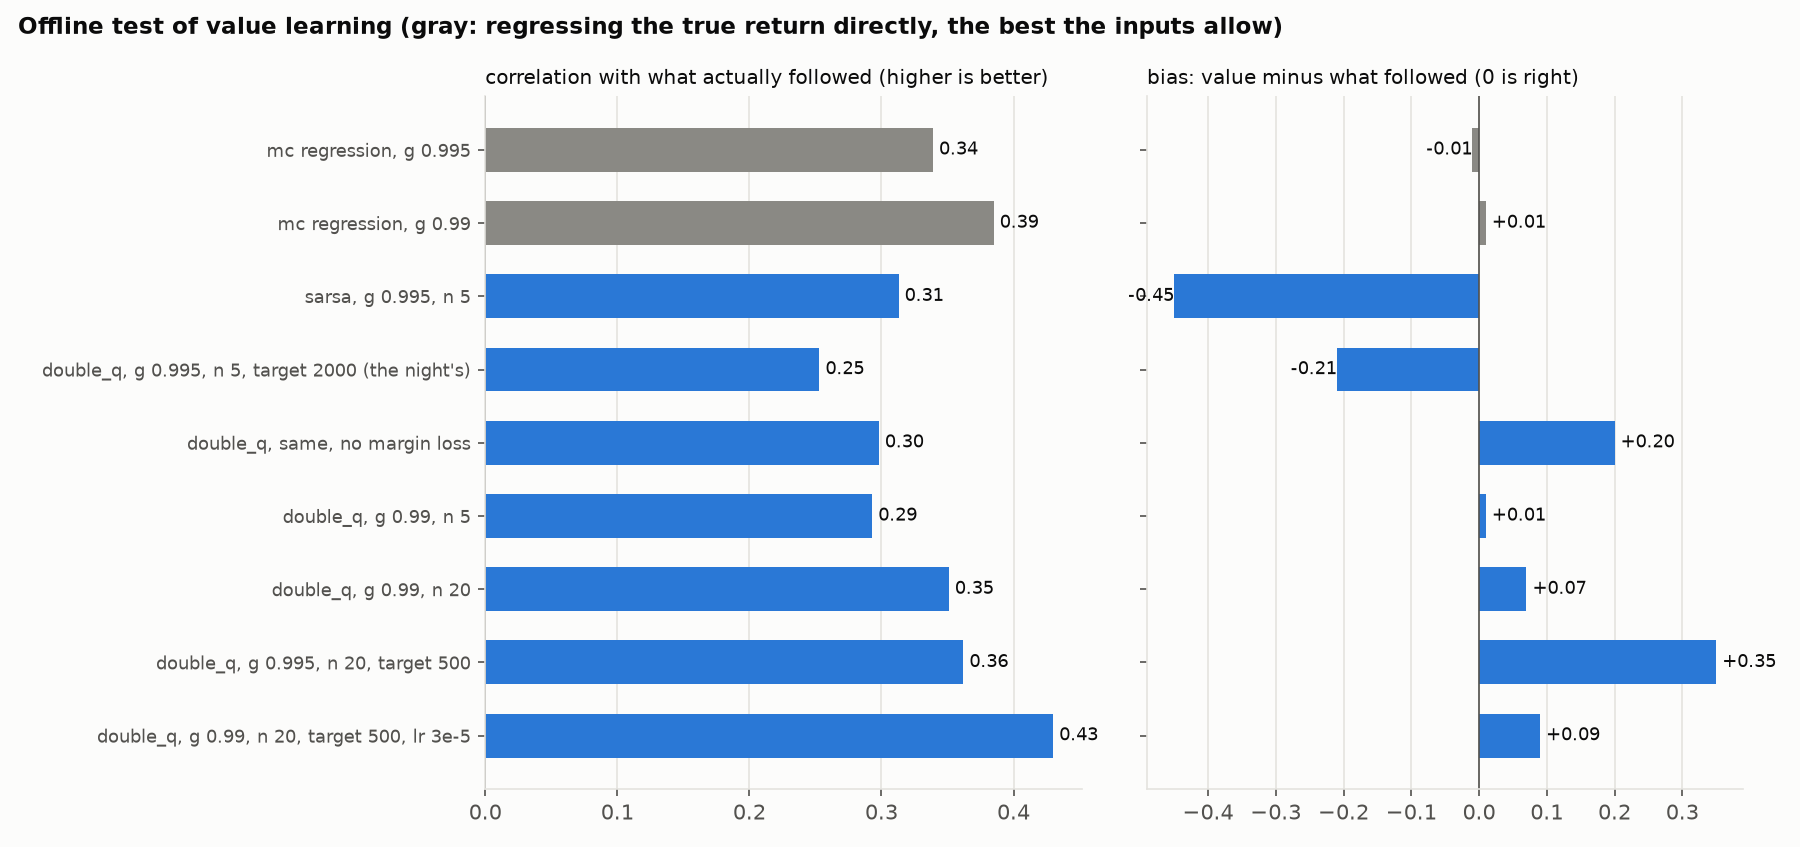 Offline test of value learning (gray: regressing the true return directly, the best the inputs allow)
correlation with what actually followed (higher is better)
mc regression, g 0.995
0.34
mc regression, g 0.99
0.39
sarsa, g 0.995, n 5
0.31
double_q, g 0.995, n 5, target 2000 (the night's)
0.25
double_q, same, no margin loss
0.30
double_q, g 0.99, n 5
0.29
double_q, g 0.99, n 20
0.35
double_q, g 0.995, n 20, target 500
0.36
double_q, g 0.99, n 20, target 500, lr 3e-5
0.43
0.0 0.1 0.2 0.3 0.4
bias: value minus what followed (0 is right)
-0.01
+0.01
-0.45
-0.21
+0.20
+0.01
+0.07
+0.35
+0.09
−0.4 −0.3 −0.2 −0.1 0.0 0.1 0.2 0.3